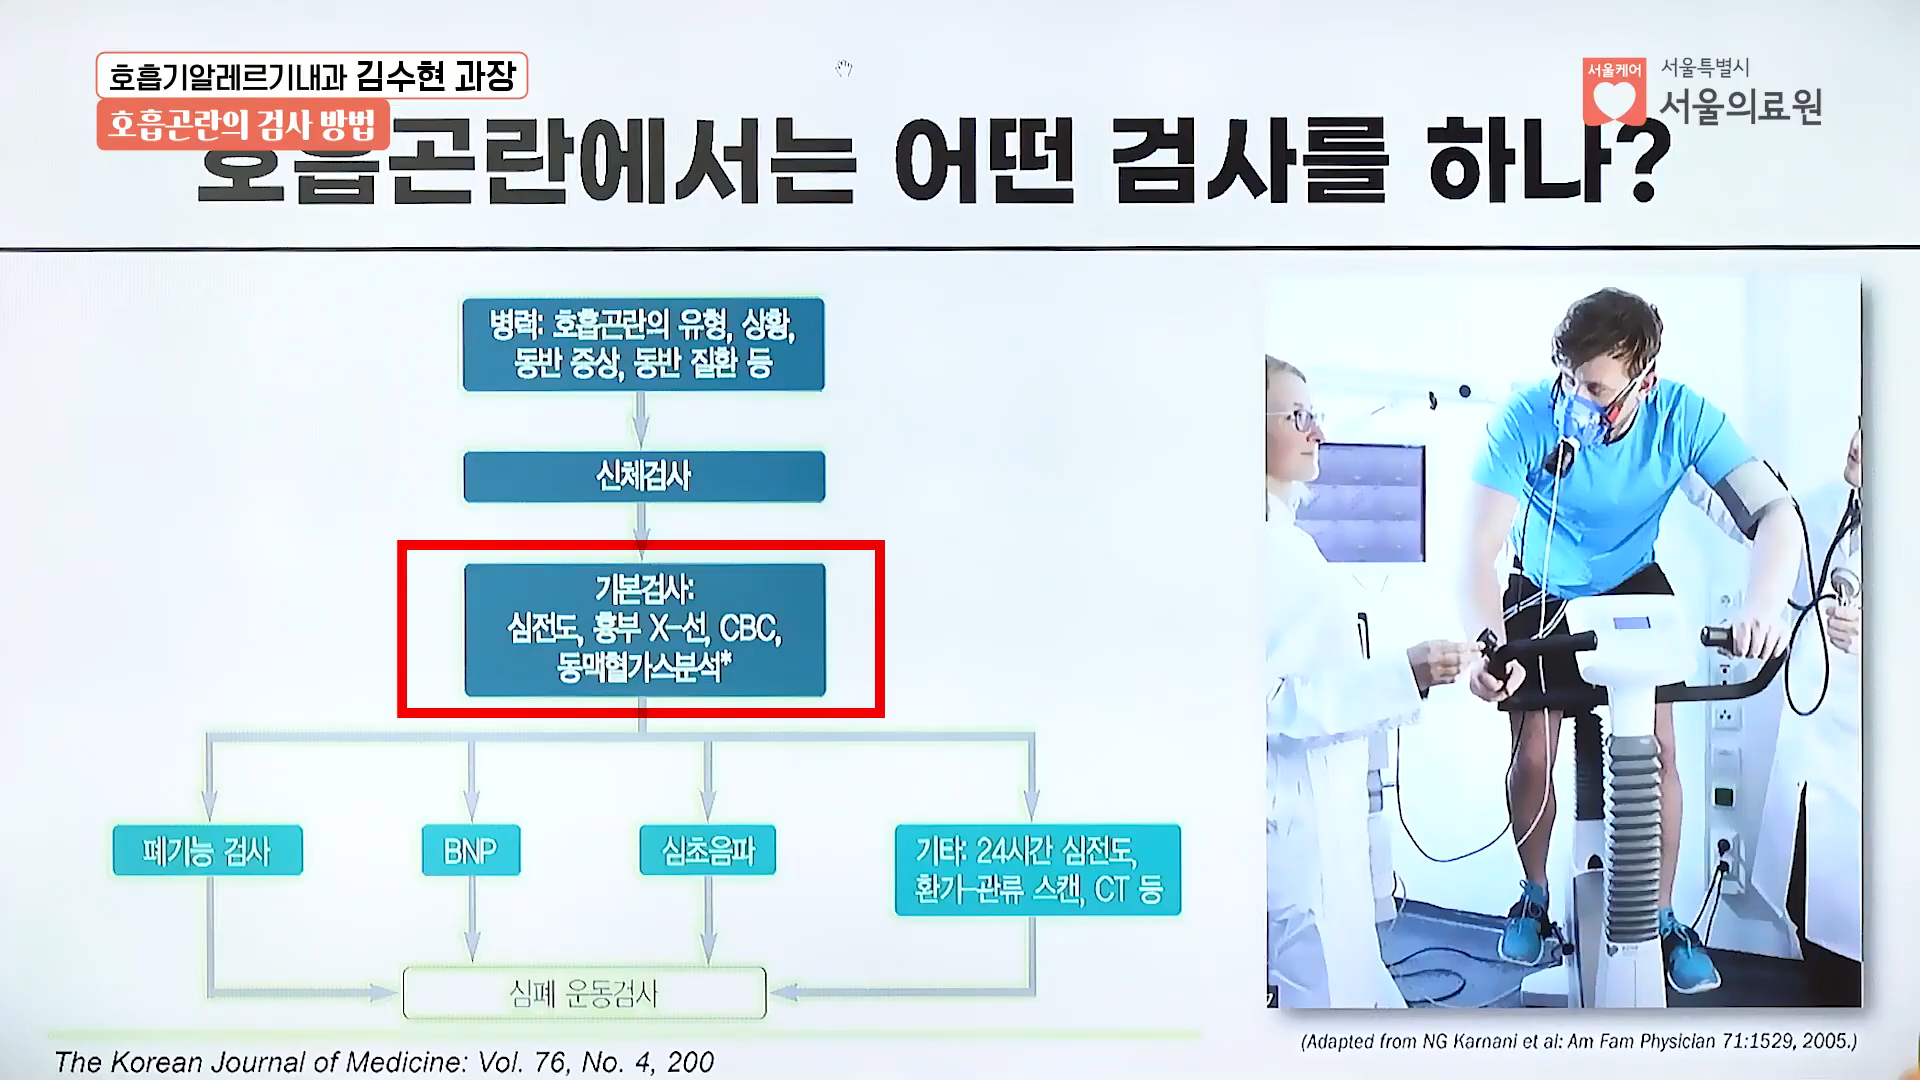 호흡기알레르기내과 김수현 과장
호흡곤란의 검사 방법
서울케어
서울특별시
서울의료원
호흡곤란에서는 어떤 검사를 하나?
병력: 호흡곤란의 유형, 상황,
동반 증상, 동반 질환 등
신체검사
기본검사:
심전도, 흉부 X-선, CBC,
동맥혈가스분석*
폐기능 검사
BNP
심초음파
기타: 24시간 심전도,
환기-관류 스캔, CT 등
심폐 운동검사
The Korean Journal of Medicine: Vol. 76, No. 4, 200
(Adapted from NG Karnani et al: Am Fam Physician 71:1529, 2005.)